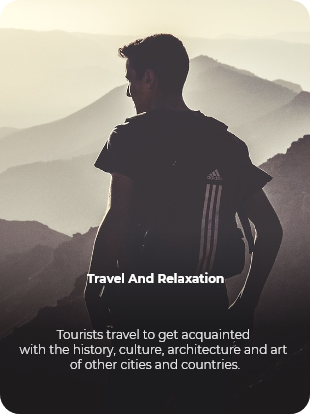 Travel And Relaxation
Tourists travel to get acquainted
with the history, culture, architecture and art
of other cities and countries.